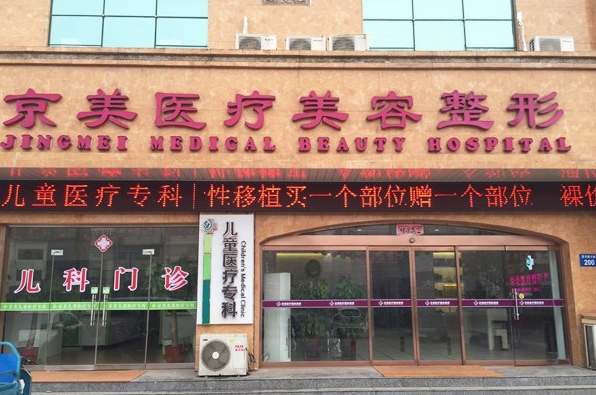 京美医疗美容整形
JINGMEI MEDICAL BEAUTY HOSPITAL
儿童医疗专科 性移植买一个部位赠一个部位 裸
儿科门诊
儿童医疗专科
Children's Medical Clinic
200